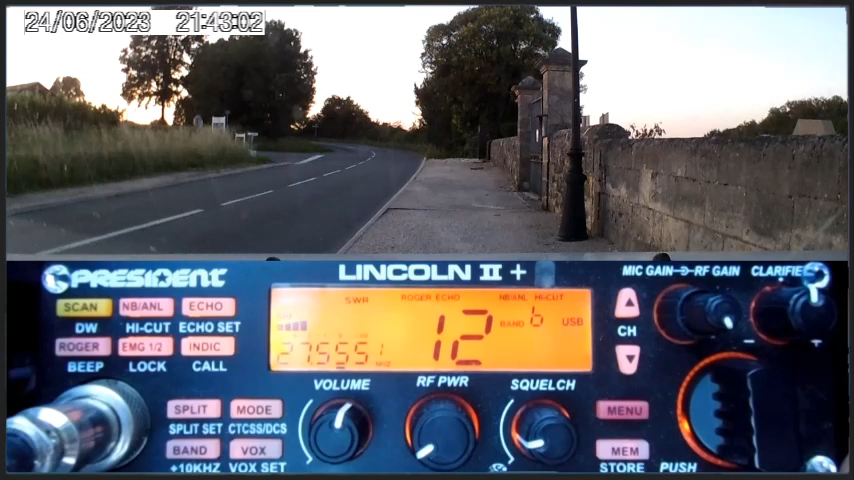 24/06/2023 21:43:02
PRESIDENT LINCOLN II + MIC GAIN RF GAIN CLARIFIER
SCAN NB/ANL ECHO
DW HI-CUT ECHO SET
ROGER EMG 1/2 INDIC
BEEP LOCK CALL
SWR ROGER ECHO NB/ANL HI-CUT
12 BAND b USB
27.555 MHz
CH
VOLUME RF PWR SQUELCH
SPLIT MODE MENU
SPLIT SET CTCSS/DCS
BAND VOX MEM
+10KHZ VOX SET STORE PUSH